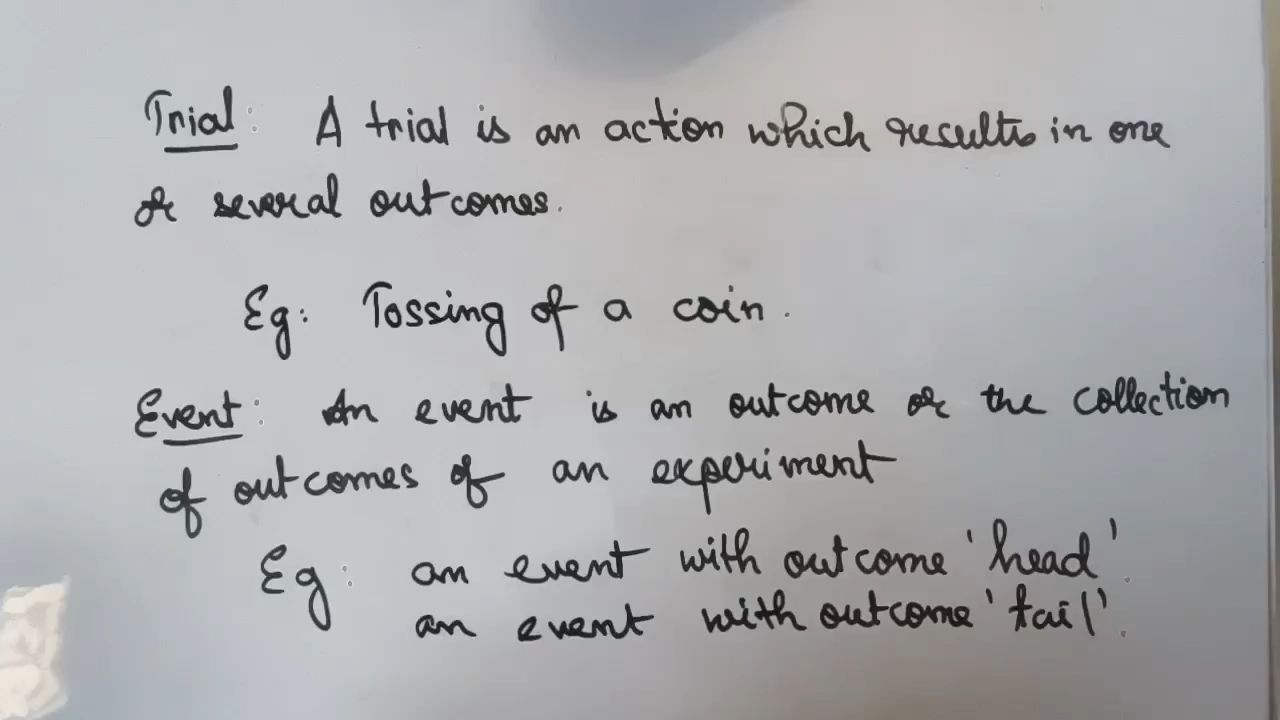 Trial: A trial is an action which results in one
or several outcomes.
Eg: Tossing of a coin.
Event: An event is an outcome or the collection
of outcomes of an experiment
Eg: an event with outcome 'head'.
an event with outcome 'tail'.